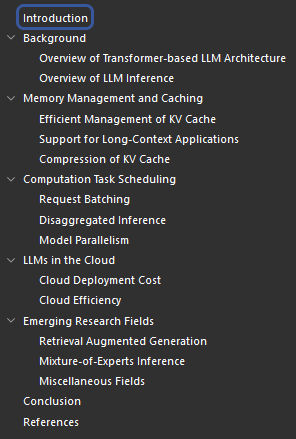 Introduction
Background
Overview of Transformer-based LLM Architecture
Overview of LLM Inference
Memory Management and Caching
Efficient Management of KV Cache
Support for Long-Context Applications
Compression of KV Cache
Computation Task Scheduling
Request Batching
Disaggregated Inference
Model Parallelism
LLMs in the Cloud
Cloud Deployment Cost
Cloud Efficiency
Emerging Research Fields
Retrieval Augmented Generation
Mixture-of-Experts Inference
Miscellaneous Fields
Conclusion
References